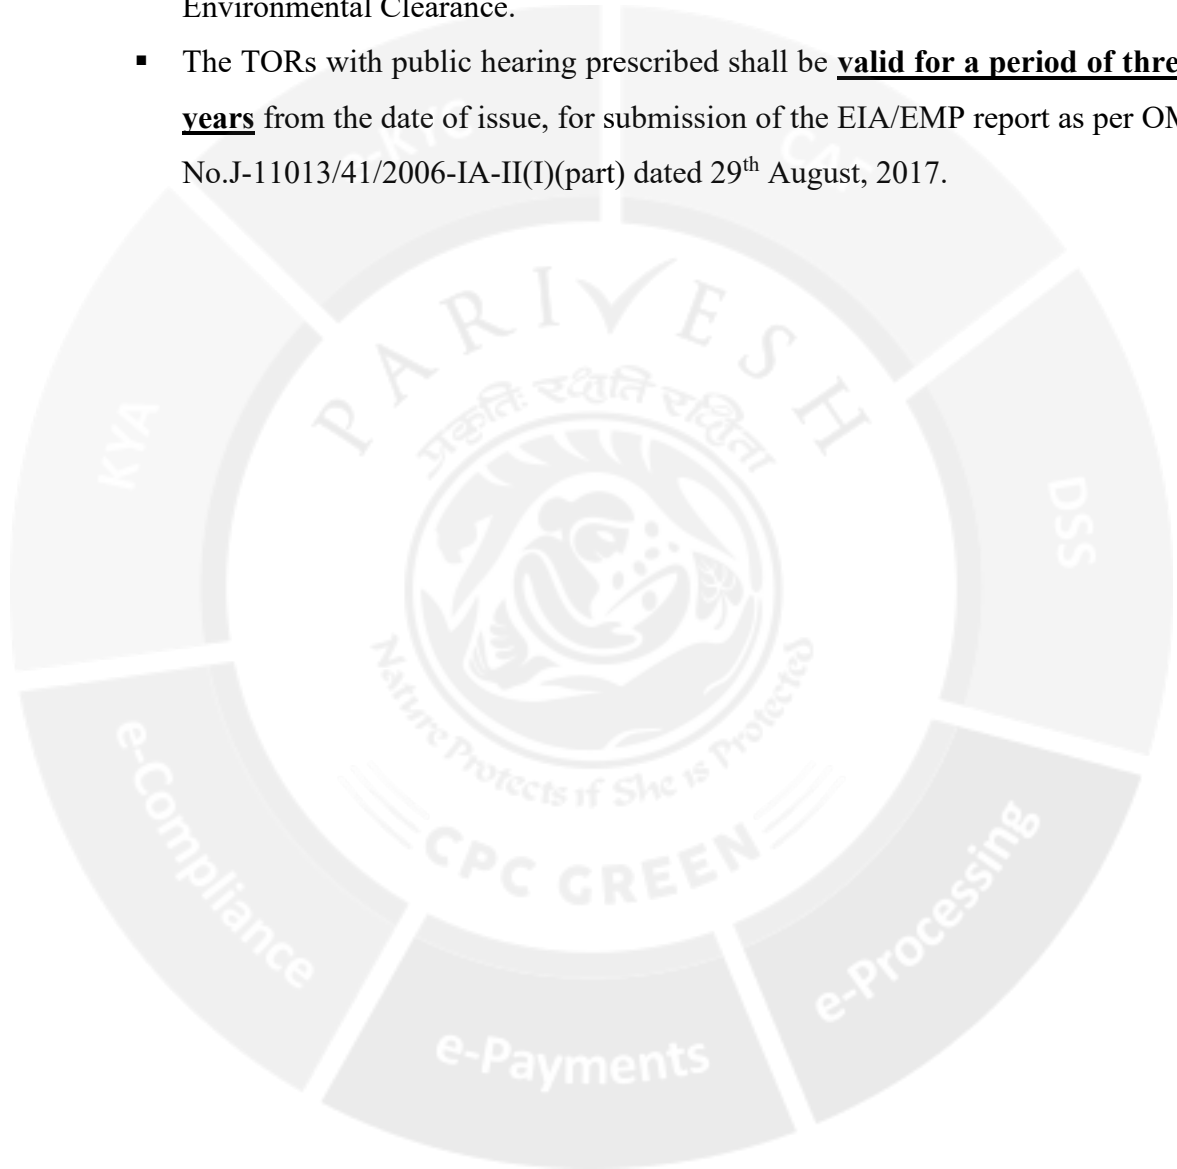 Environmental Clearance.
▪ The TORs with public hearing prescribed shall be valid for a period of thre
years from the date of issue, for submission of the EIA/EMP report as per OM
No.J-11013/41/2006-IA-II(I)(part) dated 29th August, 2017.
e-KYC
CAF
PARIVESH
प्रकृतिः रक्षति रक्षिता
KYA
DSS
Nature Protects if She is Protected
CPC GREEN
e-Compliance
e-Processing
e-Payments